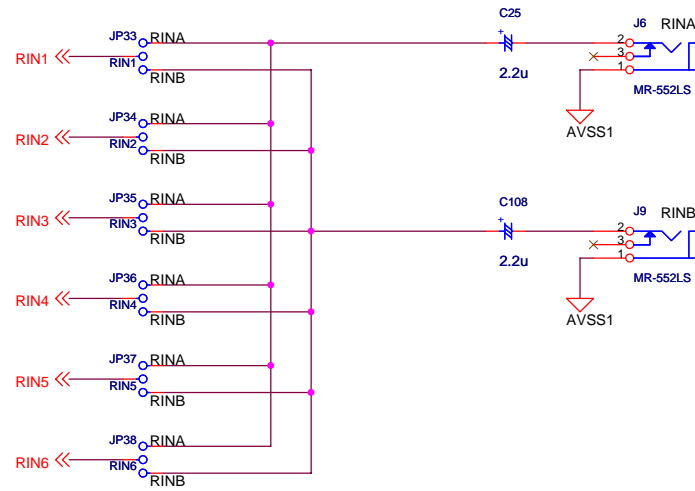 C25
J6 RINA
JP33 RINA
+ 2
RIN1 RIN1 3
RINB 1
2.2u MR-552LS
JP34 RINA
AVSS1
RIN2 RIN2
RINB
JP35 RINA C108
J9 RINB
RIN3 RIN3 + 2
RINB 3
1
2.2u MR-552LS
JP36 RINA
RIN4 RIN4
RINB AVSS1
JP37 RINA
RIN5 RIN5
RINB
JP38 RINA
RIN6 RIN6
RINB